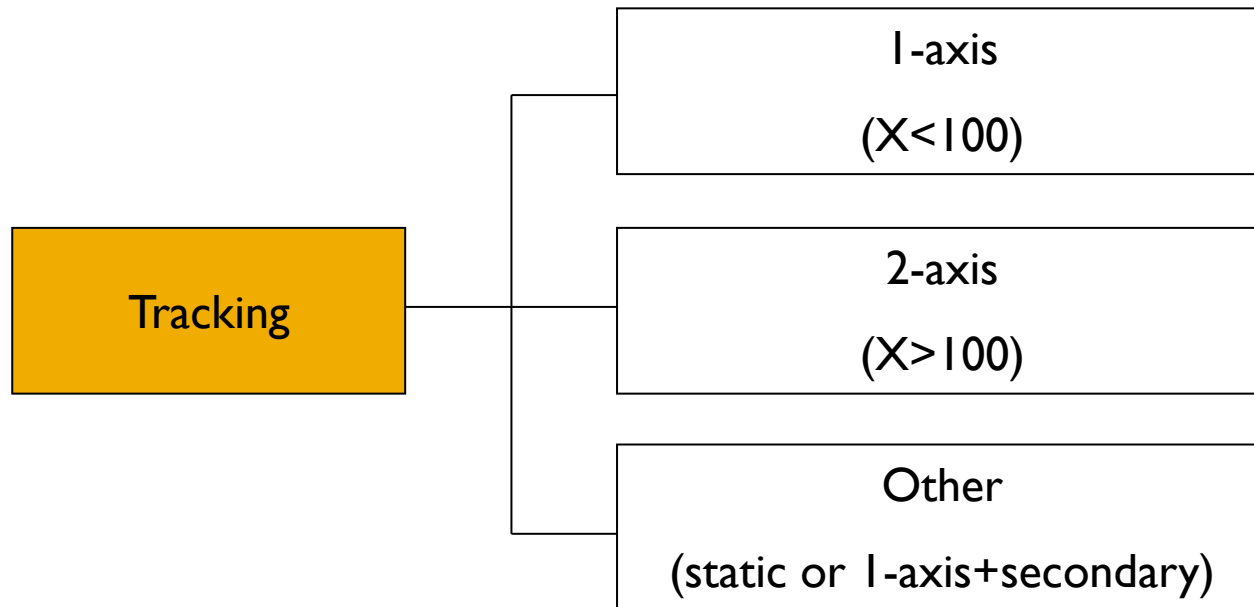 Tracking
1-axis
(X<100)
2-axis
(X>100)
Other
(static or 1-axis+secondary)